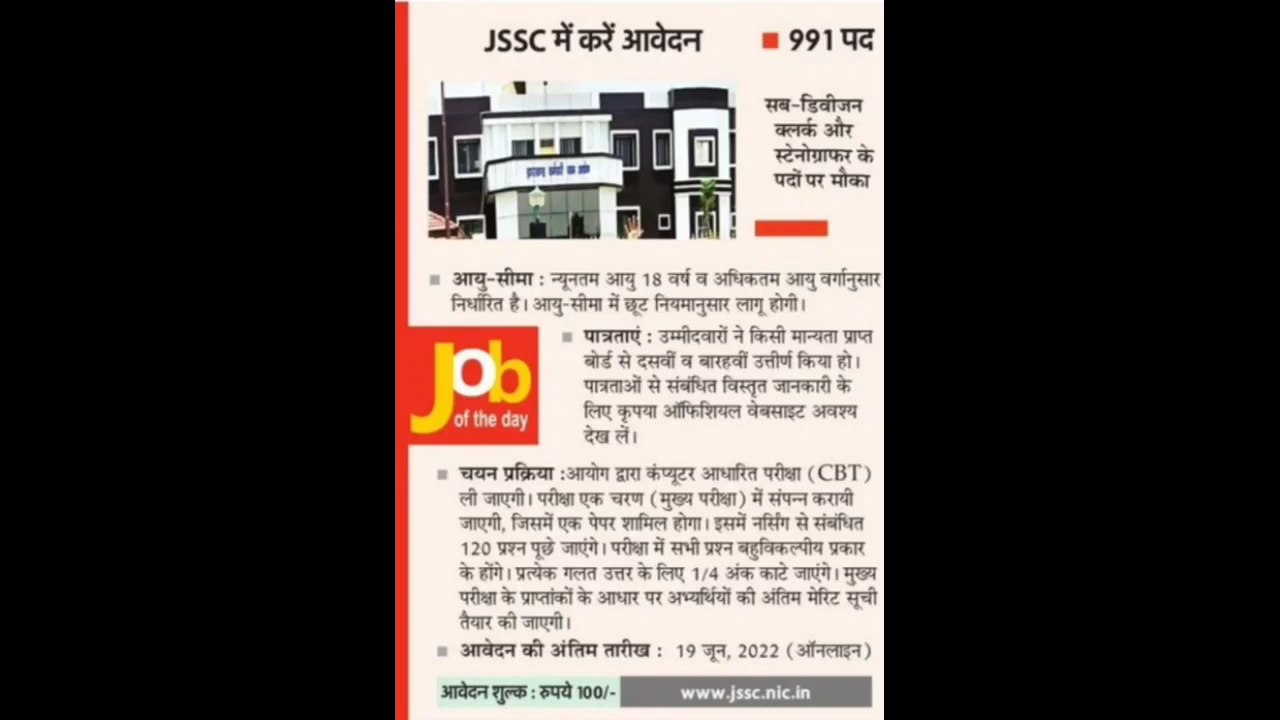 JSSC में करें आवेदन
991 पद
सब-डिवीजन
क्लर्क और
स्टेनोग्राफर के
पदों पर मौका
झारखण्ड कर्मचारी चयन आयोग
आयु-सीमा : न्यूनतम आयु 18 वर्ष व अधिकतम आयु वर्गानुसार
निर्धारित है। आयु-सीमा में छूट नियमानुसार लागू होगी।
Job
of the day
पात्रताएं : उम्मीदवारों ने किसी मान्यता प्राप्त
बोर्ड से दसवीं व बारहवीं उत्तीर्ण किया हो।
पात्रताओं से संबंधित विस्तृत जानकारी के
लिए कृपया ऑफिशियल वेबसाइट अवश्य
देख लें।
चयन प्रक्रिया :आयोग द्वारा कंप्यूटर आधारित परीक्षा (CBT)
ली जाएगी। परीक्षा एक चरण (मुख्य परीक्षा) में संपन्न करायी
जाएगी, जिसमें एक पेपर शामिल होगा। इसमें नर्सिंग से संबंधित
120 प्रश्न पूछे जाएंगे। परीक्षा में सभी प्रश्न बहुविकल्पीय प्रकार
के होंगे। प्रत्येक गलत उत्तर के लिए 1/4 अंक काटे जाएंगे। मुख्य
परीक्षा के प्राप्तांकों के आधार पर अभ्यर्थियों की अंतिम मेरिट सूची
तैयार की जाएगी।
आवेदन की अंतिम तारीख : 19 जून, 2022 (ऑनलाइन)
आवेदन शुल्क : रुपये 100/-
www.jssc.nic.in